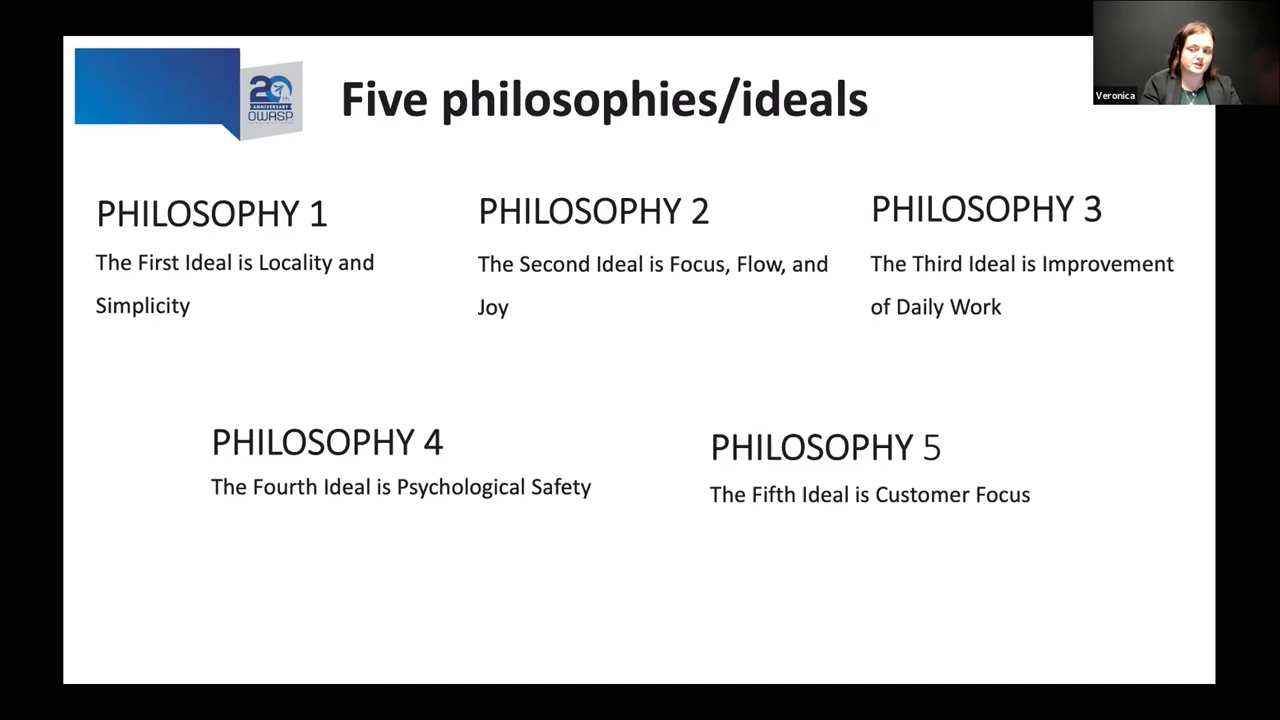 20th
ANNIVERSARY
OWASP
Five philosophies/ideals
Veronica
PHILOSOPHY 1
The First Ideal is Locality and
Simplicity
PHILOSOPHY 2
The Second Ideal is Focus, Flow, and
Joy
PHILOSOPHY 3
The Third Ideal is Improvement
of Daily Work
PHILOSOPHY 4
The Fourth Ideal is Psychological Safety
PHILOSOPHY 5
The Fifth Ideal is Customer Focus